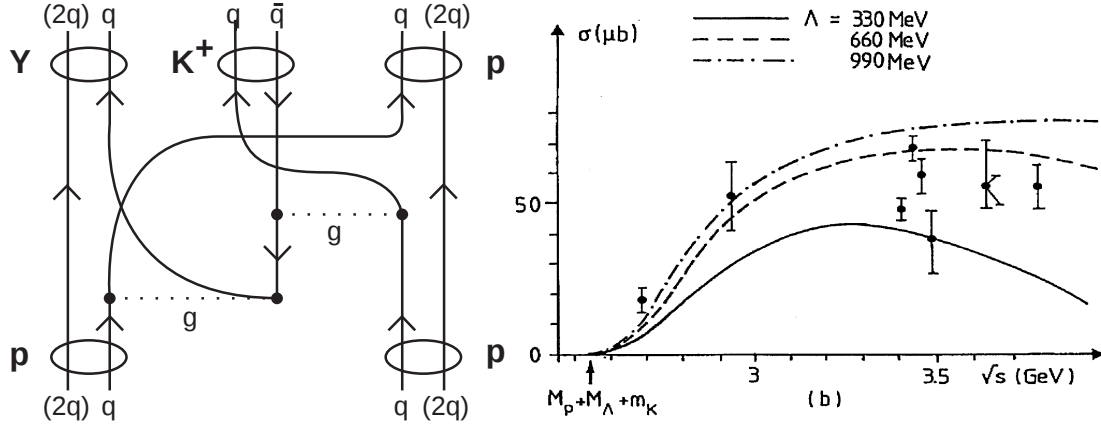 (2q) q q q̄ q (2q)
Y K+ p
g
g
p p
(2q) q q (2q)
σ(μb)
Λ = 330 MeV
660 MeV
990 MeV
50
0
3 3.5 √s (GeV)
Mp+MΛ+mK (b)